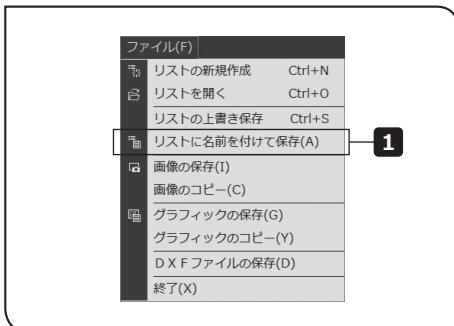 ファイル(F)
リストの新規作成 Ctrl+N
リストを開く Ctrl+O
リストの上書き保存 Ctrl+S
リストに名前を付けて保存(A)
1
画像の保存(I)
画像のコピー(C)
グラフィックの保存(G)
グラフィックのコピー(Y)
ＤＸＦファイルの保存(D)
終了(X)